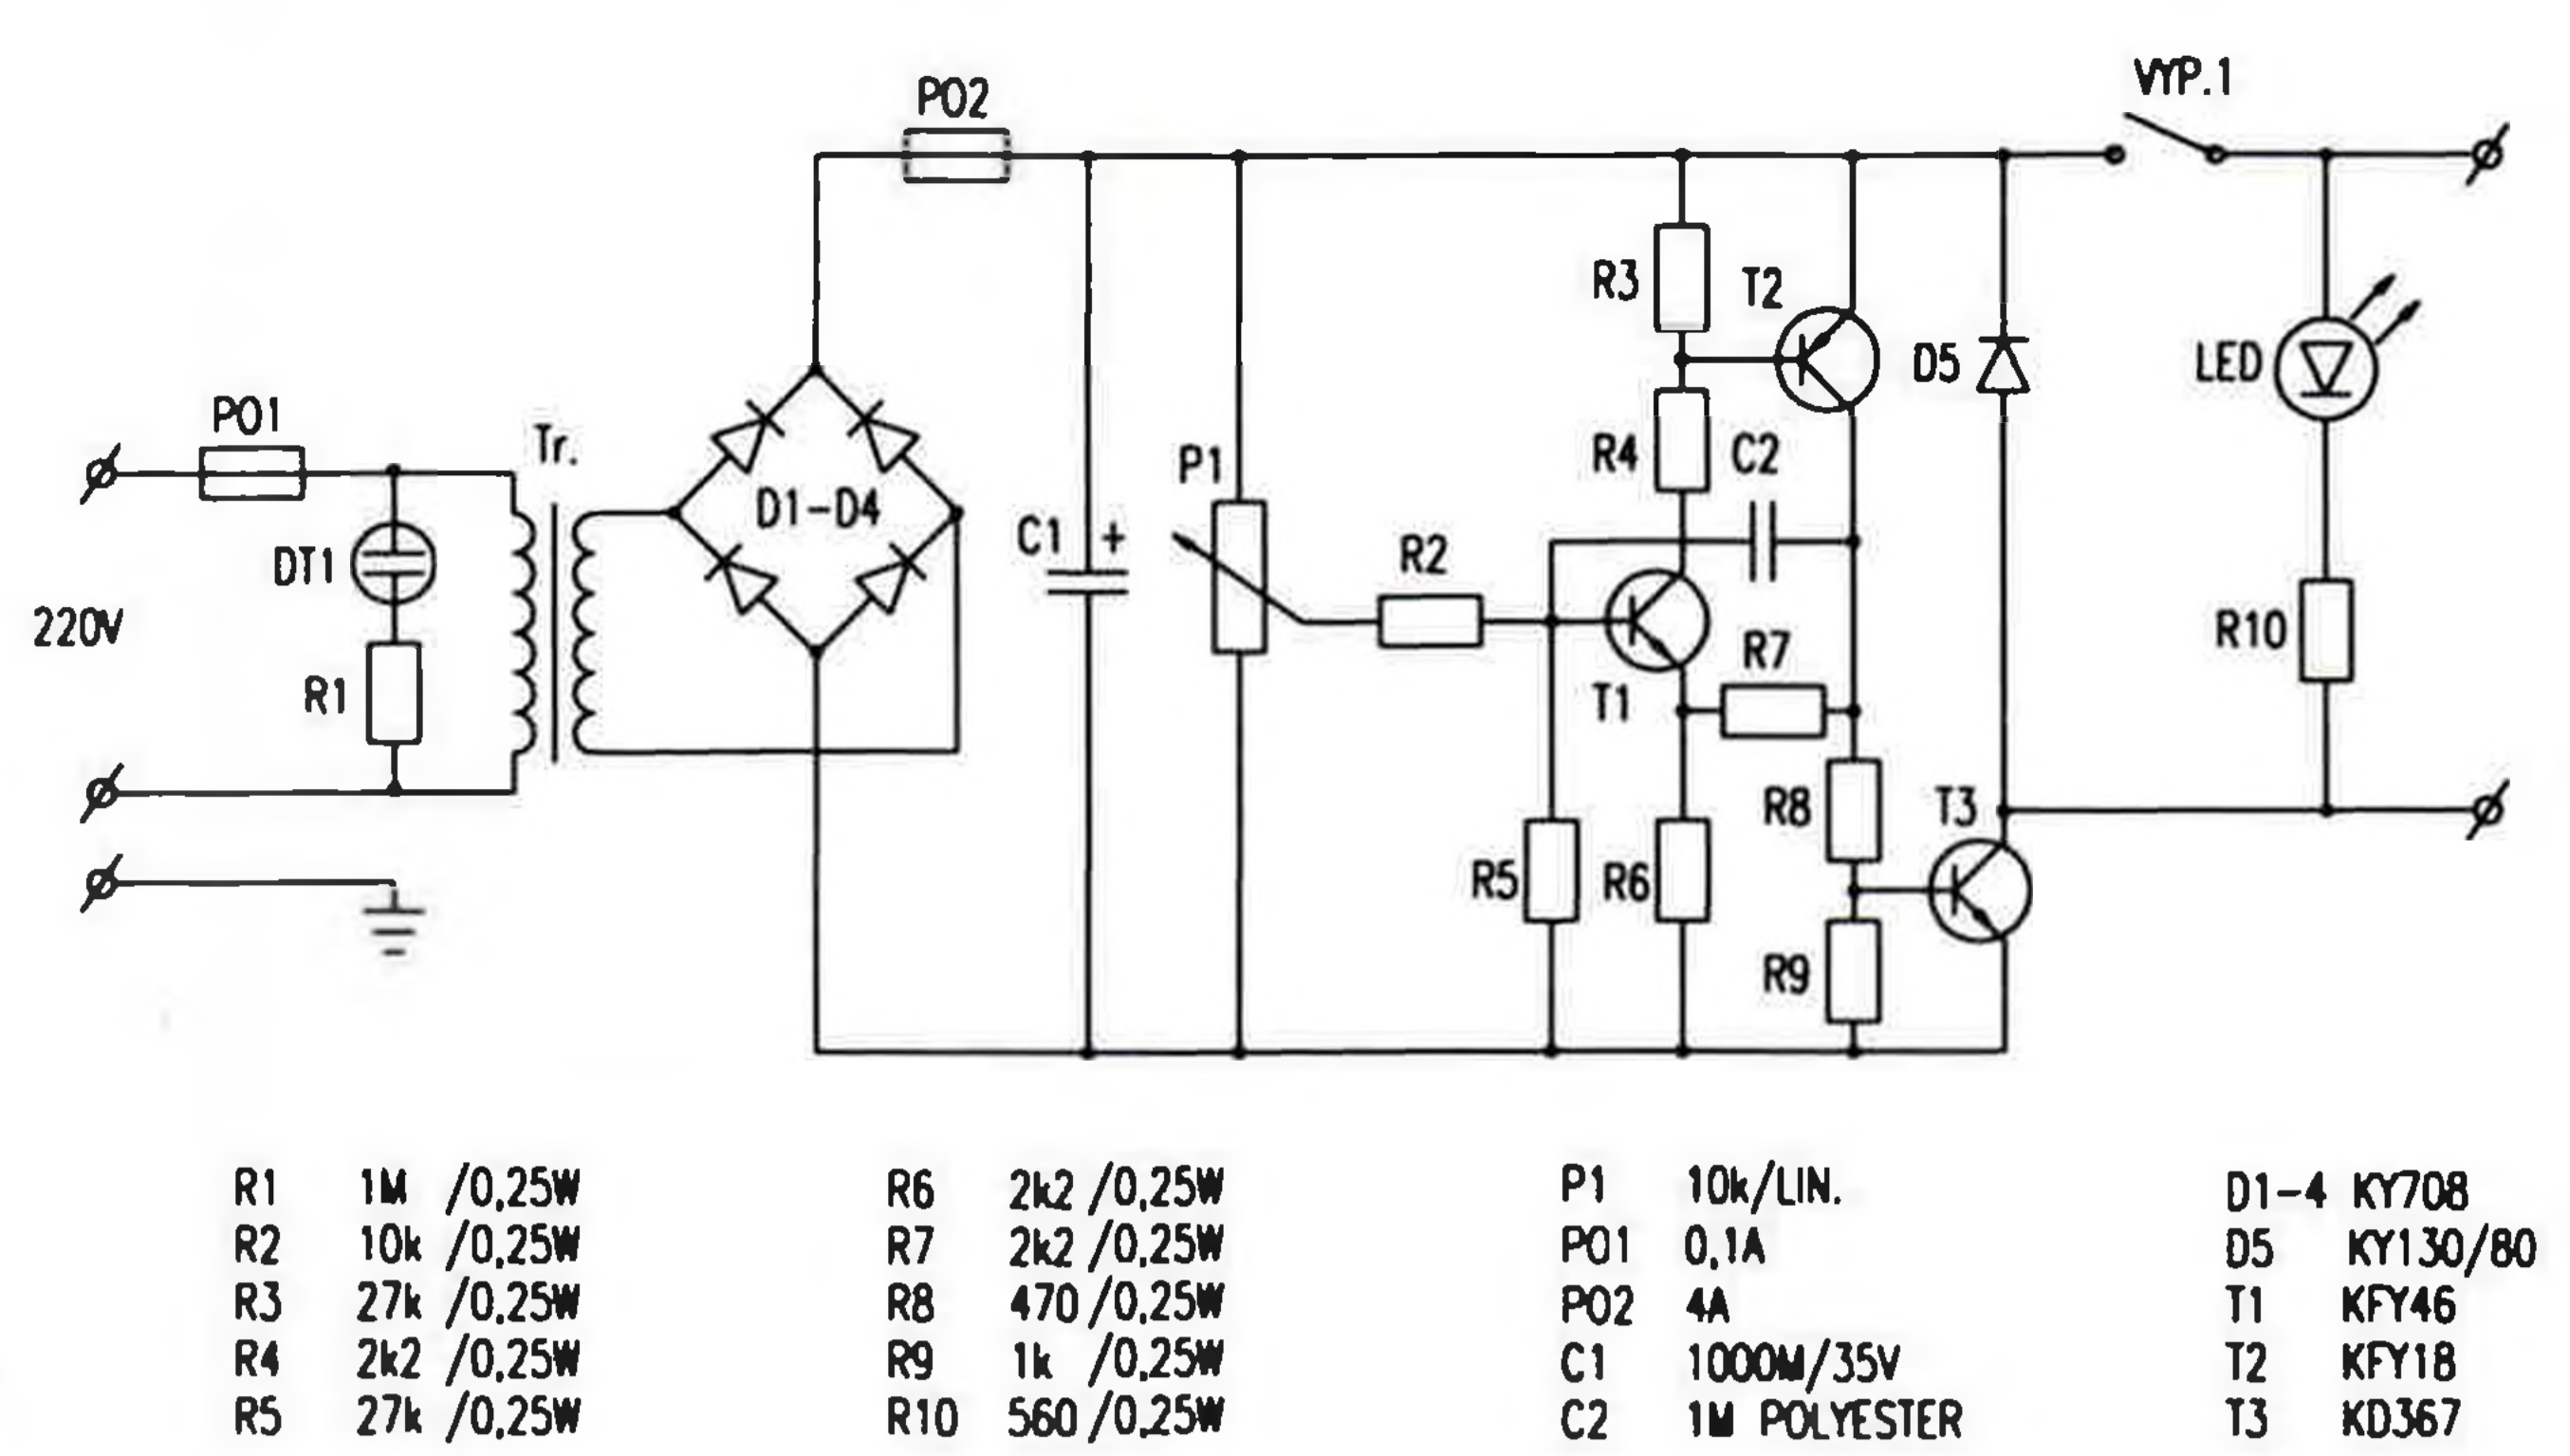 VYP.1
PO2
R3
T2
D5
LED
PO1
Tr.
D1-D4
P1
R4
C2
C1 +
R2
DT1
220V
R1
R7
T1
R10
R8
T3
R5
R6
R9
R1 1M /0,25W
R2 10k /0,25W
R3 27k /0,25W
R4 2k2 /0,25W
R5 27k /0,25W
R6 2k2 /0,25W
R7 2k2 /0,25W
R8 470 /0,25W
R9 1k /0,25W
R10 560 /0,25W
P1 10k/LIN.
PO1 0,1A
PO2 4A
C1 1000M/35V
C2 1M POLYESTER
D1-4 KY708
D5 KY130/80
T1 KFY46
T2 KFY18
T3 KD367